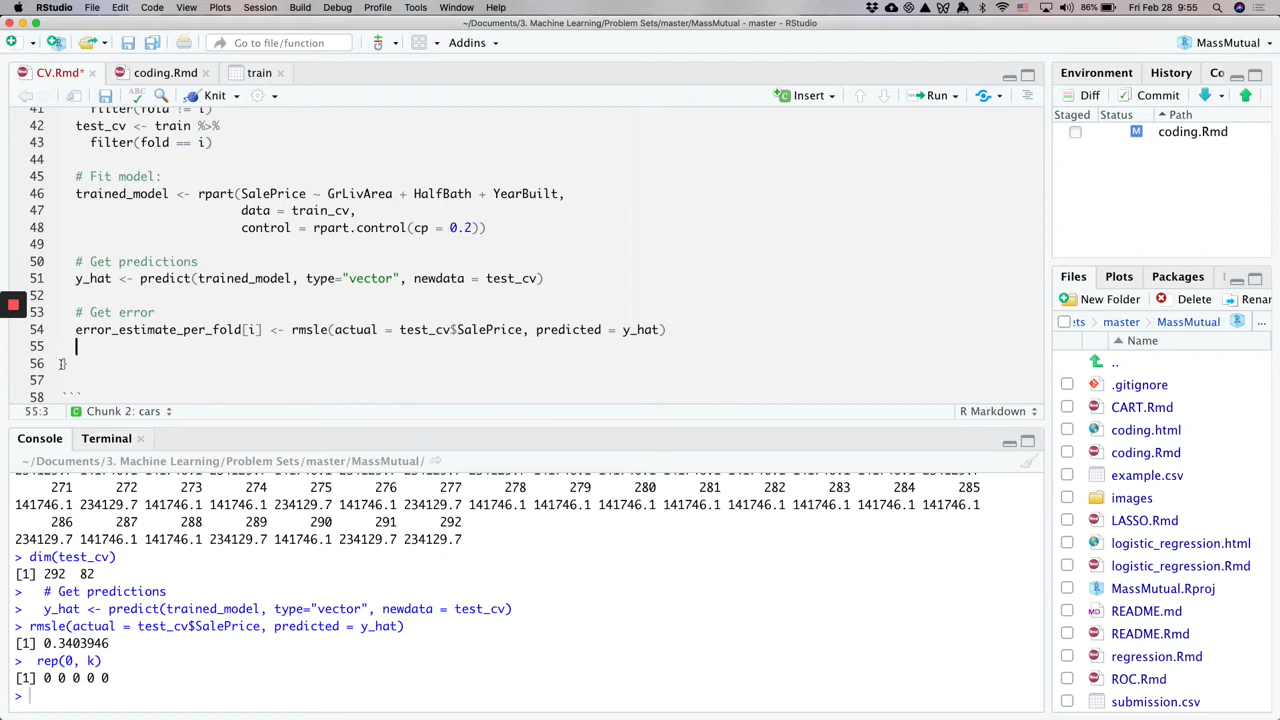 RStudio File Edit Code View Plots Session Build Debug Profile Tools Window Help 86% Fri Feb 28 9:55
~/Documents/3. Machine Learning/Problem Sets/master/MassMutual - master - RStudio
Go to file/function Addins MassMutual
CV.Rmd* coding.Rmd train
Knit Insert Run
41 filter(fold != i)
42 test_cv <- train %>%
43 filter(fold == i)
44
45 # Fit model:
46 trained_model <- rpart(SalePrice ~ GrLivArea + HalfBath + YearBuilt,
47 data = train_cv,
48 control = rpart.control(cp = 0.2))
49
50 # Get predictions
51 y_hat <- predict(trained_model, type="vector", newdata = test_cv)
52
53 # Get error
54 error_estimate_per_fold[i] <- rmsle(actual = test_cv$SalePrice, predicted = y_hat)
55
56 }
57
58 ```
55:3 Chunk 2: cars R Markdown
Console Terminal
~/Documents/3. Machine Learning/Problem Sets/master/MassMutual/
271 272 273 274 275 276 277 278 279 280 281 282 283 284 285
141746.1 234129.7 141746.1 141746.1 234129.7 141746.1 234129.7 141746.1 141746.1 141746.1 141746.1 141746.1 141746.1 141746.1 141746.1
286 287 288 289 290 291 292
234129.7 141746.1 141746.1 234129.7 141746.1 234129.7 234129.7
> dim(test_cv)
[1] 292 82
> # Get predictions
> y_hat <- predict(trained_model, type="vector", newdata = test_cv)
> rmsle(actual = test_cv$SalePrice, predicted = y_hat)
[1] 0.3403946
> rep(0, k)
[1] 0 0 0 0 0
>
Environment History Co
Diff Commit
Staged Status Path
M coding.Rmd
Files Plots Packages
New Folder Delete Renar
ets master MassMutual ...
Name
..
.gitignore
CART.Rmd
coding.html
coding.Rmd
example.csv
images
LASSO.Rmd
logistic_regression.html
logistic_regression.Rmd
MassMutual.Rproj
README.md
README.Rmd
regression.Rmd
ROC.Rmd
submission.csv